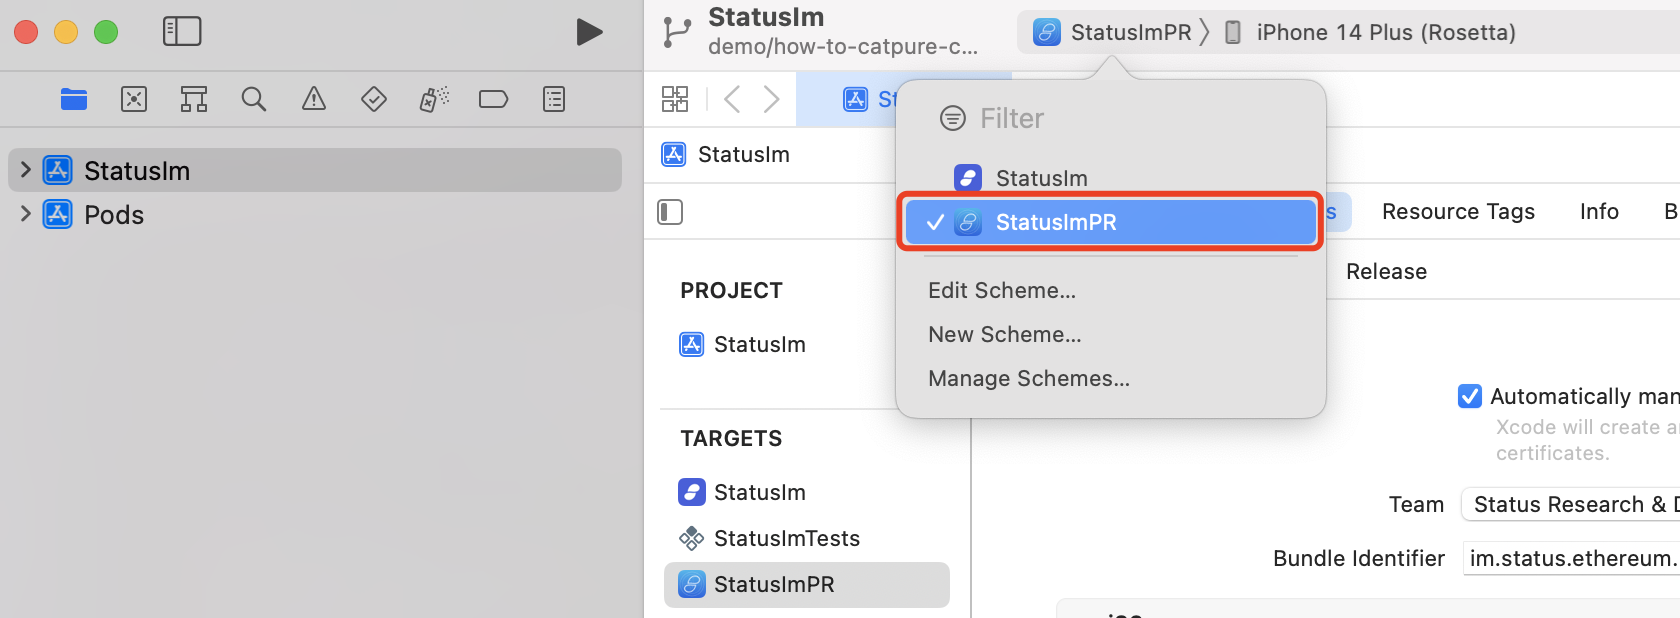 StatusIm
demo/how-to-catpure-c...
StatusImPR
iPhone 14 Plus (Rosetta)
StatusIm
Pods
StatusIm
Filter
StatusIm
StatusImPR
Edit Scheme...
New Scheme...
Manage Schemes...
Resource Tags
Info
Release
PROJECT
StatusIm
TARGETS
StatusIm
StatusImTests
StatusImPR
Automatically man
Xcode will create a
certificates.
Team
Status Research & D
Bundle Identifier
im.status.ethereum.